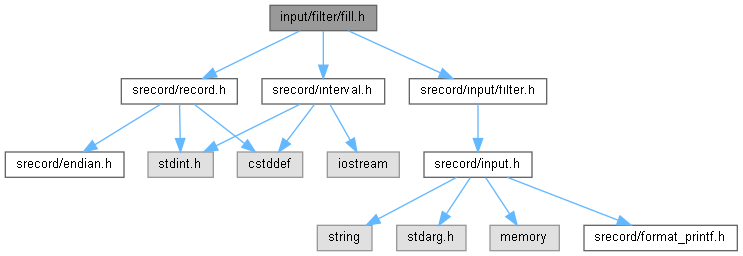 input/filter/fill.h
srecord/record.h
srecord/interval.h
srecord/input/filter.h
srecord/endian.h
stdint.h
cstddef
iostream
srecord/input.h
string
stdarg.h
memory
srecord/format_printf.h